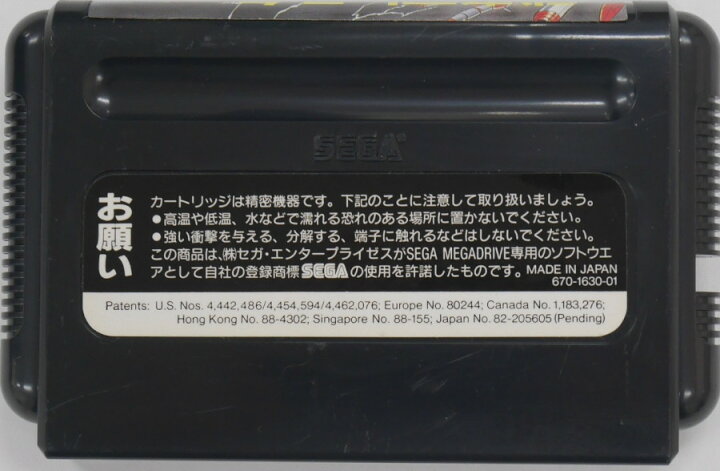 SEGA®
お願い
カートリッジは精密機器です。下記のことに注意して取り扱いましょう。
●高温や低温、水などで濡れる恐れのある場所に置かないでください。
●強い衝撃を与える、分解する、端子に触れるなどはしないでください。
この商品は、㈱セガ・エンタープライゼスがSEGA MEGADRIVE専用のソフトウエ
アとして自社の登録商標SEGAの使用を許諾したものです。 MADE IN JAPAN
670-1630-01
Patents: U.S. Nos. 4,442,486/4,454,594/4,462,076; Europe No. 80244; Canada No. 1,183,276;
Hong Kong No. 88-4302; Singapore No. 88-155; Japan No. 82-205605 (Pending)